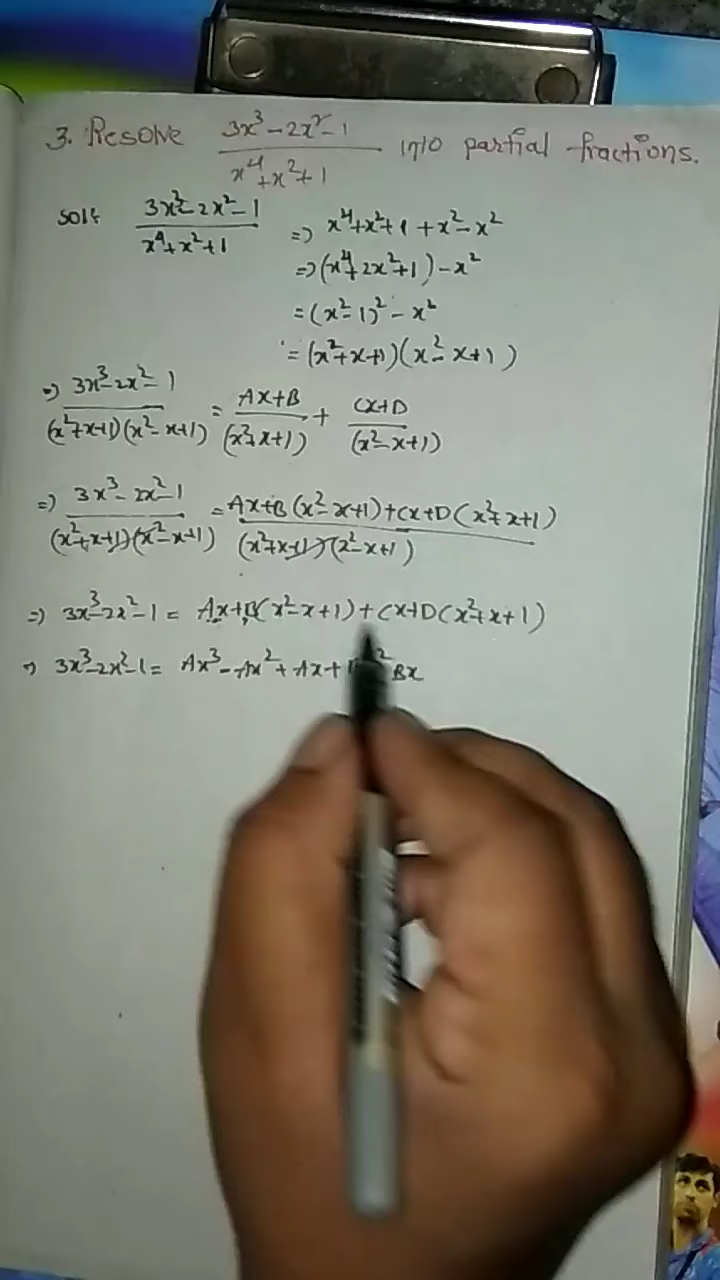 3. Resolve (3x³-2x²-1)/(x⁴+x²+1) into partial fractions.
Sol: (3x³-2x²-1)/(x⁴+x²+1) => x⁴+x²+1+x²-x²
=> (x⁴+2x²+1)-x²
= (x²-1)²-x²
= (x²+x+1)(x²-x+1)
=> (3x³-2x²-1)/((x²+x+1)(x²-x+1)) = (Ax+B)/(x²+x+1) + (Cx+D)/(x²-x+1)
=> (3x³-2x²-1)/((x²+x+1)(x²-x+1)) = (Ax+B(x²-x+1)+Cx+D(x²+x+1))/((x²+x+1)(x²-x+1))
=> 3x³-2x²-1 = Ax+B(x²-x+1)+Cx+D(x²+x+1)
=> 3x³-2x²-1 = Ax³-Ax²+Ax+ Bx